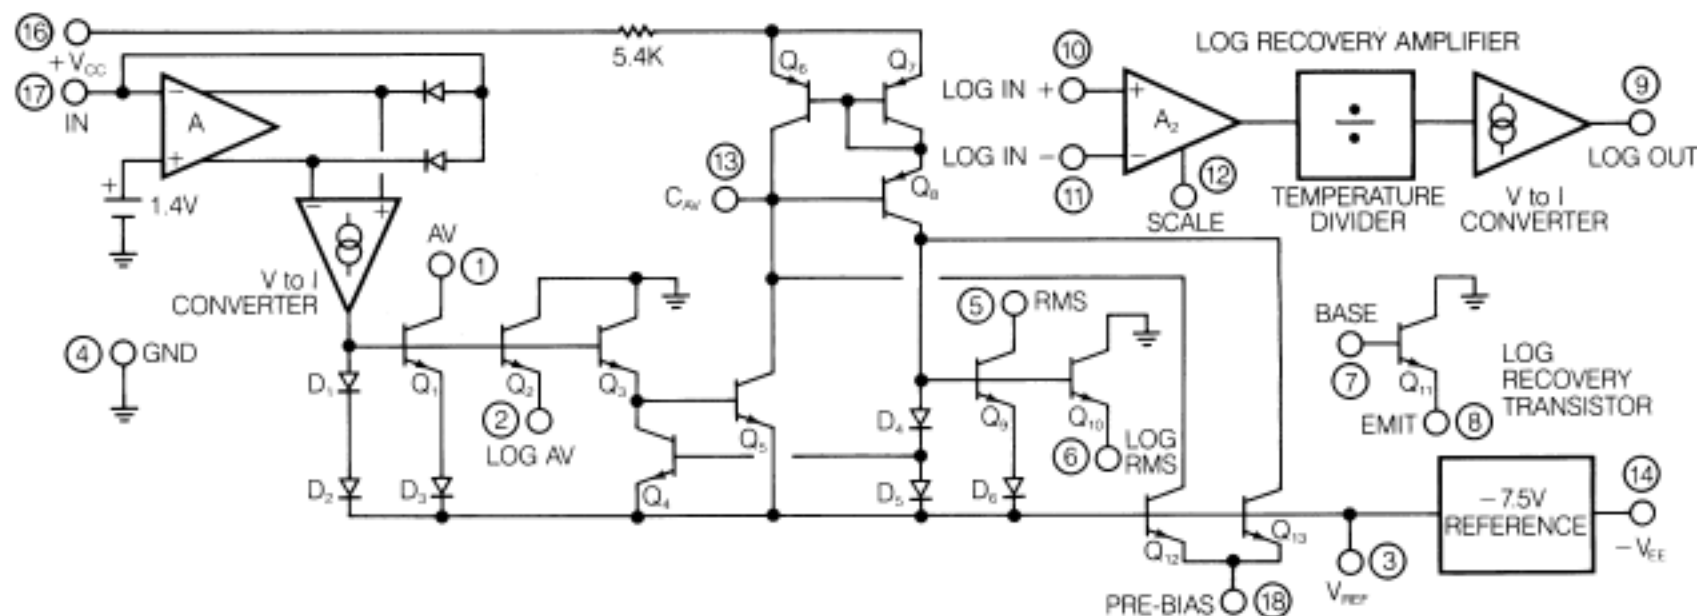 16
+ VCC
17
IN
5.4K
Q6
Q7
10
LOG RECOVERY AMPLIFIER
9
LOG IN +
+
A2
÷
LOG OUT
− A
+
+
1.4V
13
CAV
Q8
LOG IN −
−
11
12
SCALE
TEMPERATURE
DIVIDER
V to I
CONVERTER
− +
AV
1
V to I
CONVERTER
5
RMS
BASE
7
4
GND
LOG
RECOVERY
TRANSISTOR
D1
Q1
Q2
Q3
Q9
Q10
Q11
EMIT
8
2
LOG AV
Q5
D4
6
LOG
RMS
D2
D3
Q4
D5
D6
− 7.5V
REFERENCE
14
− VEE
Q12
Q13
3
VREF
PRE-BIAS
18